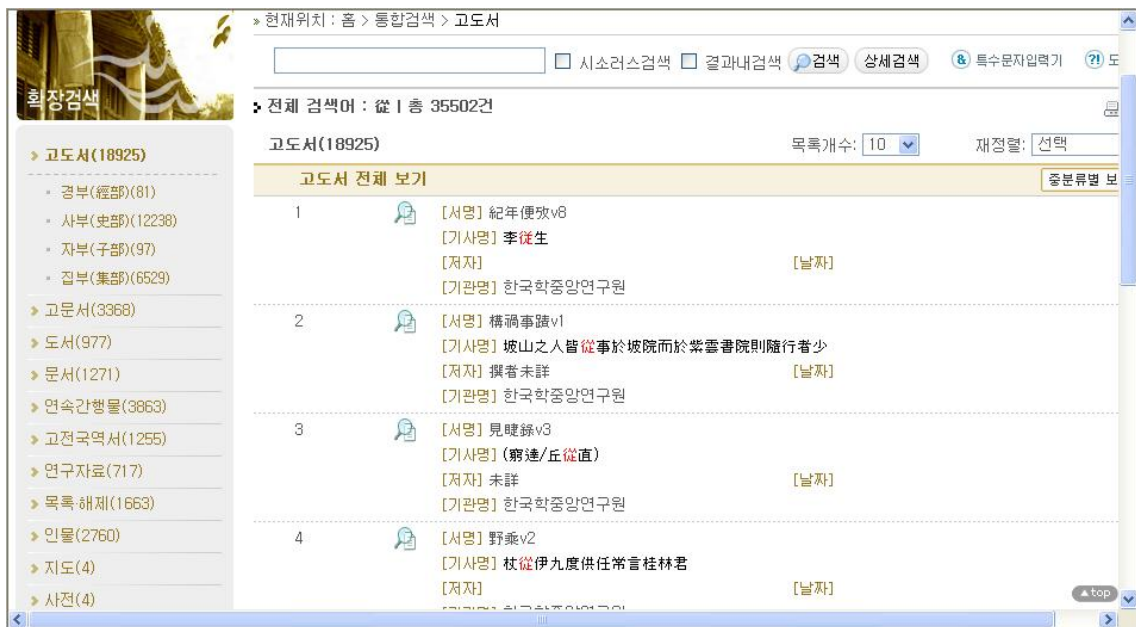 » 현재위치 : 홈 > 통합검색 > 고도서
시소러스검색 결과내검색 검색 상세검색 & 특수문자입력기 ?! 도
확장검색
전체 검색어 : 從 | 총 35502건
고도서(18925) 목록개수: 10 재정렬: 선택
고도서 전체 보기 중분류별 보
고도서(18925)
경부(經部)(81)
사부(史部)(12238)
자부(子部)(97)
집부(集部)(6529)
고문서(3368)
도서(977)
문서(1271)
연속간행물(3863)
고전국역서(1255)
연구자료(717)
목록·해제(1663)
인물(2760)
지도(4)
사전(4)
1 [서명] 紀年便攷v8
[기사명] 李従生
[저자] [날짜]
[기관명] 한국학중앙연구원
2 [서명] 構禍事蹟v1
[기사명] 坡山之人皆從事於坡院而於紫雲書院則隨行者少
[저자] 撰者未詳 [날짜]
[기관명] 한국학중앙연구원
3 [서명] 見睫錄v3
[기사명] (窮達/丘從直)
[저자] 未詳 [날짜]
[기관명] 한국학중앙연구원
4 [서명] 野乘v2
[기사명] 杖從伊九度供任常言桂林君
[저자] [날짜]
▲top